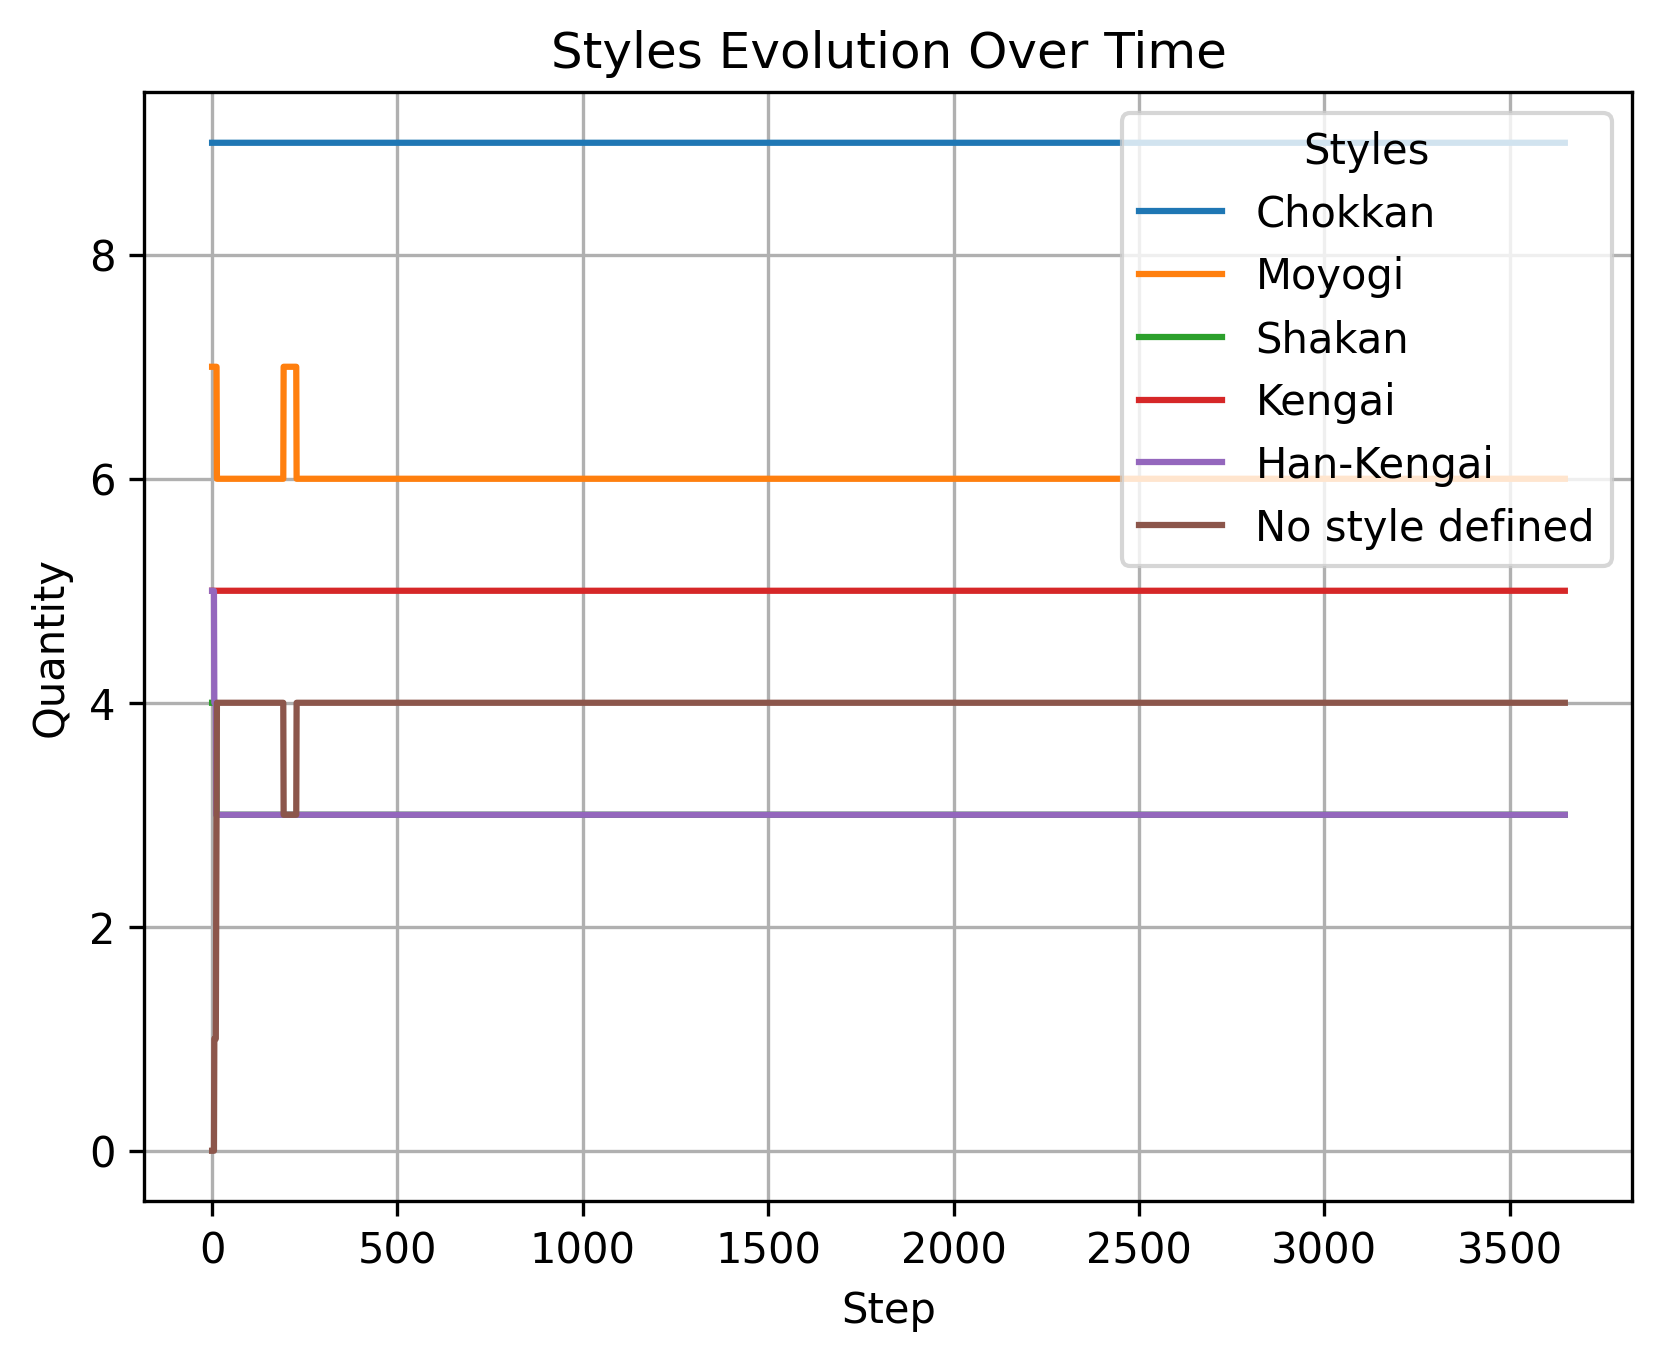 Styles Evolution Over Time
Styles
Chokkan
Moyogi
Shakan
Kengai
Han-Kengai
No style defined
Quantity
8
6
4
2
0
0 500 1000 1500 2000 2500 3000 3500
Step